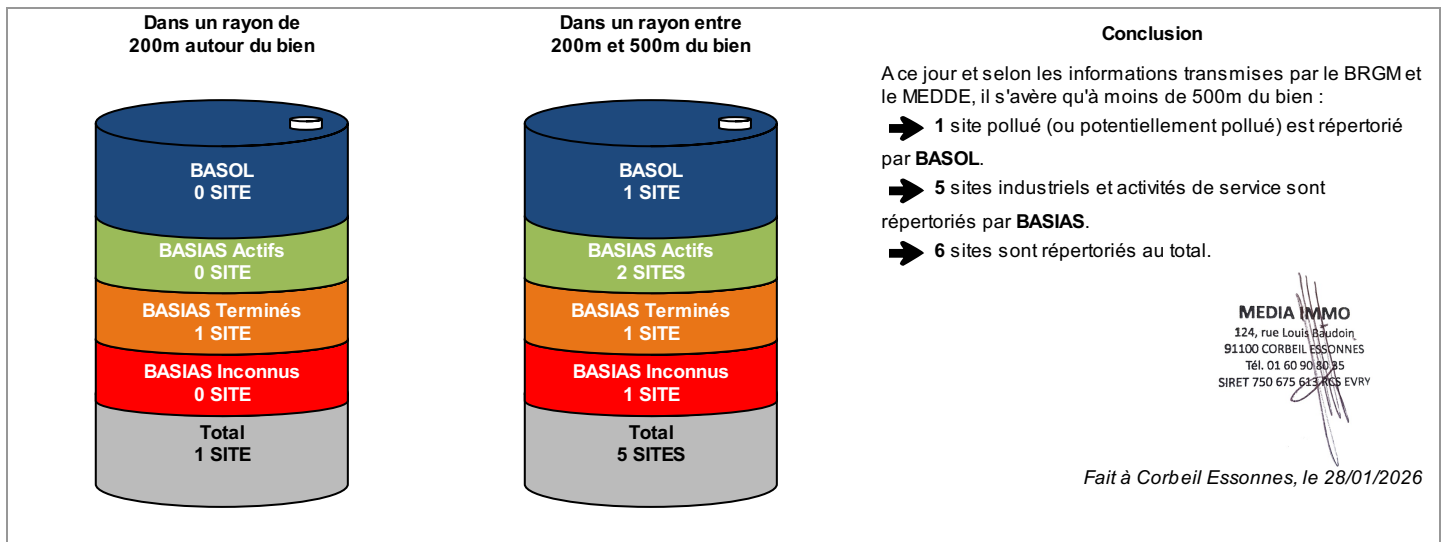 Dans un rayon de
200m autour du bien
BASOL
0 SITE
BASIAS Actifs
0 SITE
BASIAS Terminés
1 SITE
BASIAS Inconnus
0 SITE
Total
1 SITE
Dans un rayon entre
200m et 500m du bien
BASOL
1 SITE
BASIAS Actifs
2 SITES
BASIAS Terminés
1 SITE
BASIAS Inconnus
1 SITE
Total
5 SITES
Conclusion
A ce jour et selon les informations transmises par le BRGM et
le MEDDE, il s'avère qu'à moins de 500m du bien :
1 site pollué (ou potentiellement pollué) est répertorié
par BASOL.
5 sites industriels et activités de service sont
répertoriés par BASIAS.
6 sites sont répertoriés au total.
MEDIA IMMO
124, rue Louis Baudoin
91100 CORBEIL ESSONNES
Tél. 01 60 90 80 85
SIRET 750 675 613 RCS EVRY
Fait à Corbeil Essonnes, le 28/01/2026